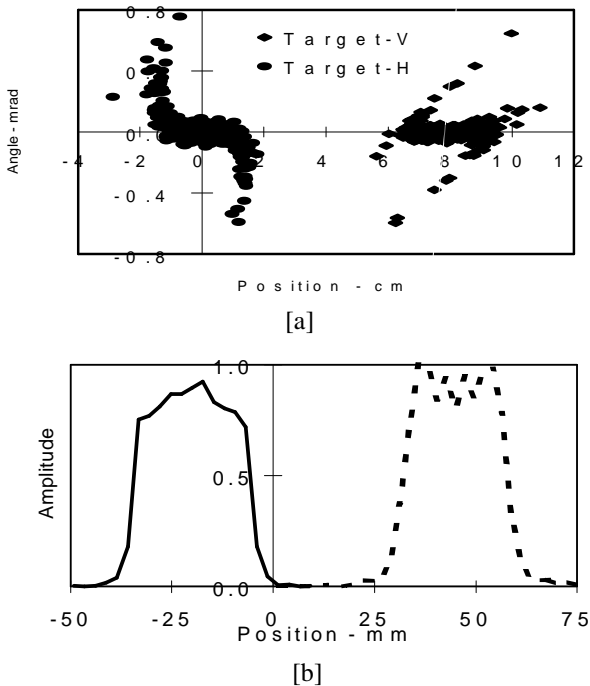 0.8
Target-V
Target-H
0.4
Angle - mrad
0.0
-4 -2 0 2 4 6 8 10 12
-0.4
-0.8
Position - cm
[a]
1.0
Amplitude
0.5
0.0
-50 -25 0 25 50 75
Position - mm
[b]